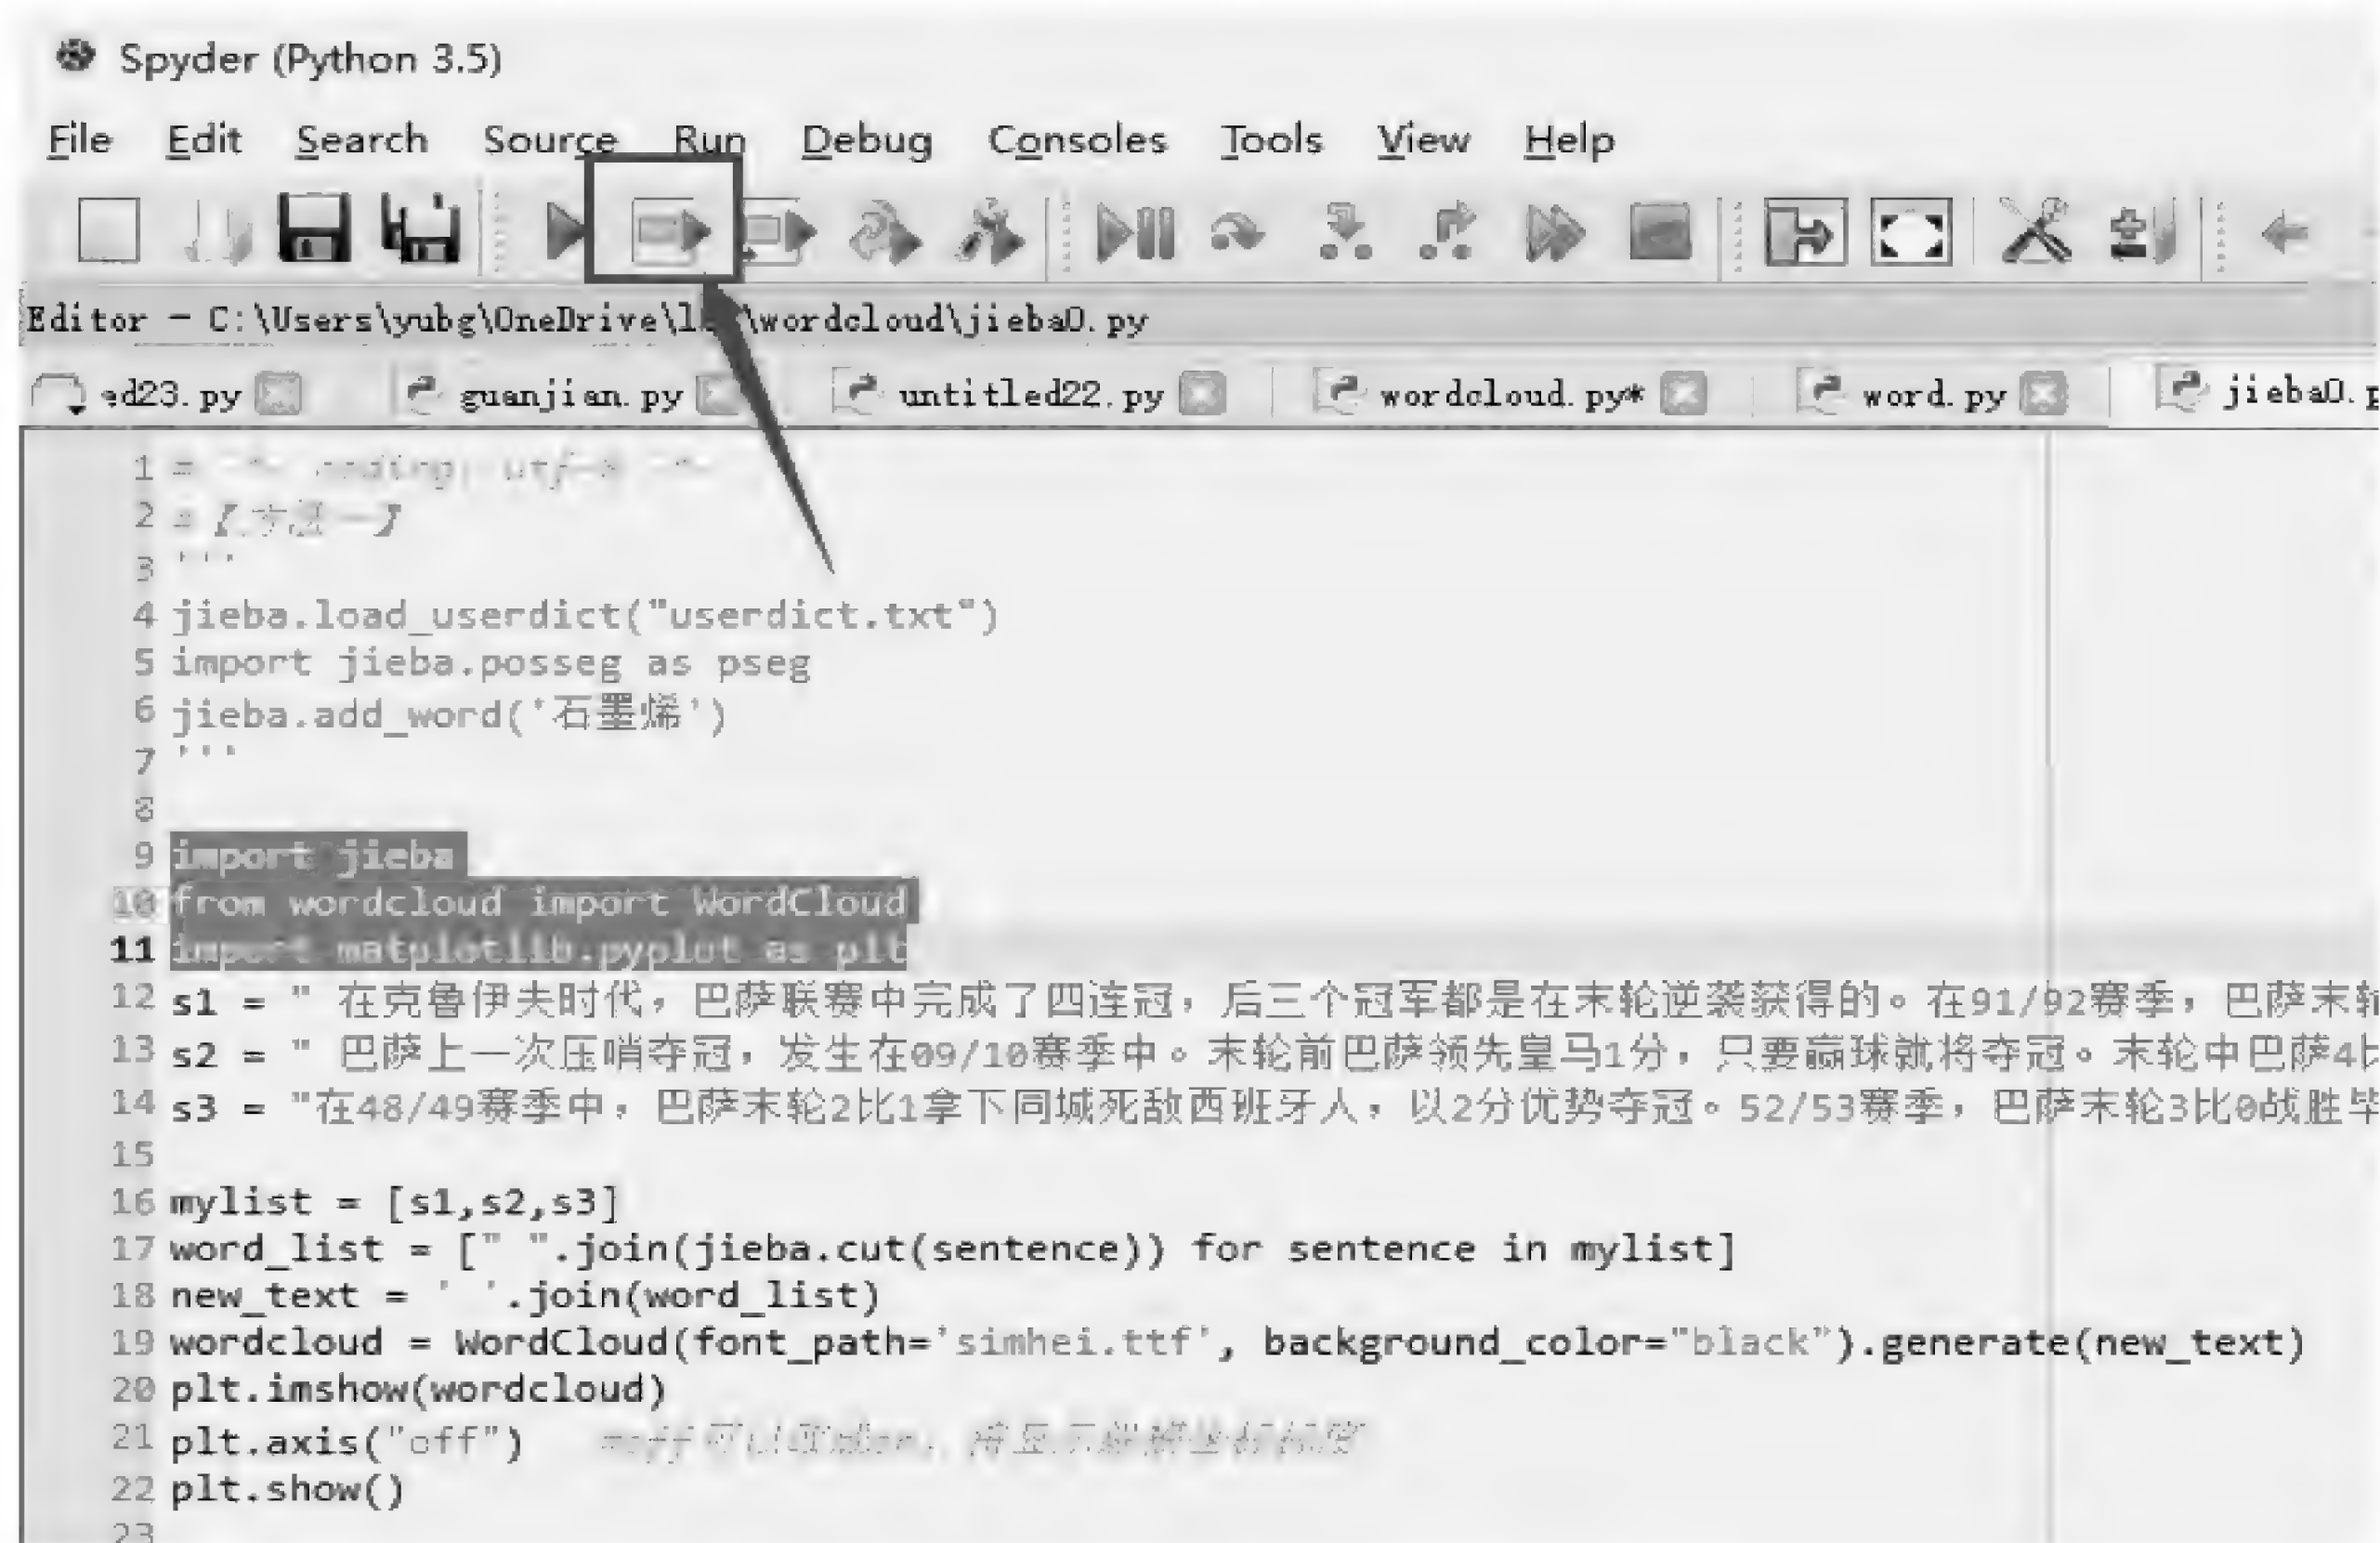 Spyder (Python 3.5)
File Edit Search Source Run Debug Consoles Tools View Help
Editor - C:\Users\yubg\OneDrive\ \wordcloud\jieba0.py
ed23.py guanjian.py untitled22.py wordcloud.py* word.py jieba0.p
1 coding: utf-8
2 【方法一】
3 '''
4 jieba.load_userdict("userdict.txt")
5 import jieba.posseg as pseg
6 jieba.add_word('石墨烯')
7 '''
8
9 import jieba
10 from wordcloud import WordCloud
11 import matplotlib.pyplot as plt
12 s1 = " 在克鲁伊夫时代，巴萨联赛中完成了四连冠，后三个冠军都是在末轮逆袭获得的。在91/92赛季，巴萨末轮
13 s2 = " 巴萨上一次压哨夺冠，发生在09/10赛季中。末轮前巴萨领先皇马1分，只要赢球就将夺冠。末轮中巴萨4比
14 s3 = "在48/49赛季中，巴萨末轮2比1拿下同城死敌西班牙人，以2分优势夺冠。52/53赛季，巴萨末轮3比0战胜毕
15
16 mylist = [s1,s2,s3]
17 word_list = [" ".join(jieba.cut(sentence)) for sentence in mylist]
18 new_text = ' '.join(word_list)
19 wordcloud = WordCloud(font_path='simhei.ttf', background_color="black").generate(new_text)
20 plt.imshow(wordcloud)
21 plt.axis("off")
22 plt.show()
23